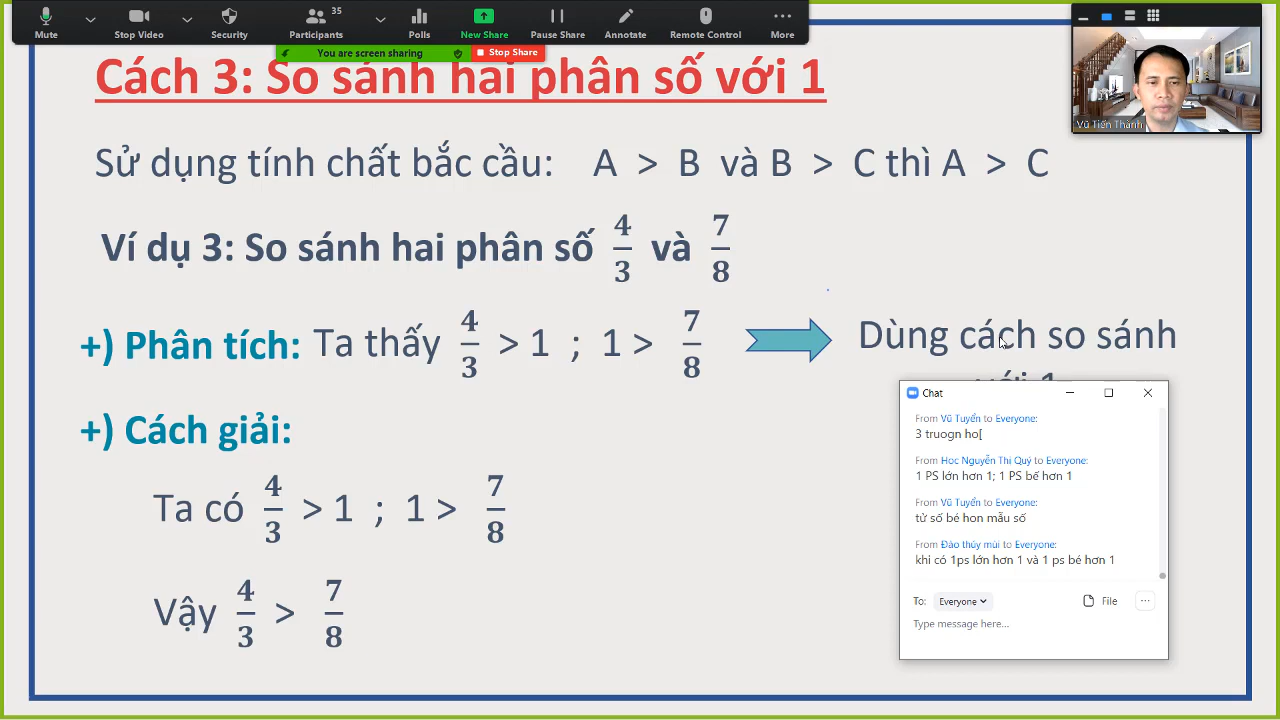 Mute
Stop Video
Security
Participants
35
Polls
New Share
Pause Share
Annotate
Remote Control
More
You are screen sharing
Stop Share
Vũ Tiến Thành
Cách 3: So sánh hai phân số với 1
Sử dụng tính chất bắc cầu: A > B và B > C thì A > C
Ví dụ 3: So sánh hai phân số 4/3 và 7/8
+) Phân tích: Ta thấy 4/3 > 1 ; 1 > 7/8
Dùng cách so sánh
với 1
+) Cách giải:
Ta có 4/3 > 1 ; 1 > 7/8
Vậy 4/3 > 7/8
Chat
From Vũ Tuyển to Everyone:
3 truogn ho[
From Học Nguyễn Thị Quý to Everyone:
1 PS lớn hơn 1; 1 PS bế hơn 1
From Vũ Tuyển to Everyone:
tử số bé hon mẫu số
From Đào thúy mùi to Everyone:
khi có 1ps lớn hơn 1 và 1 ps bé hơn 1
To: Everyone
File
Type message here...